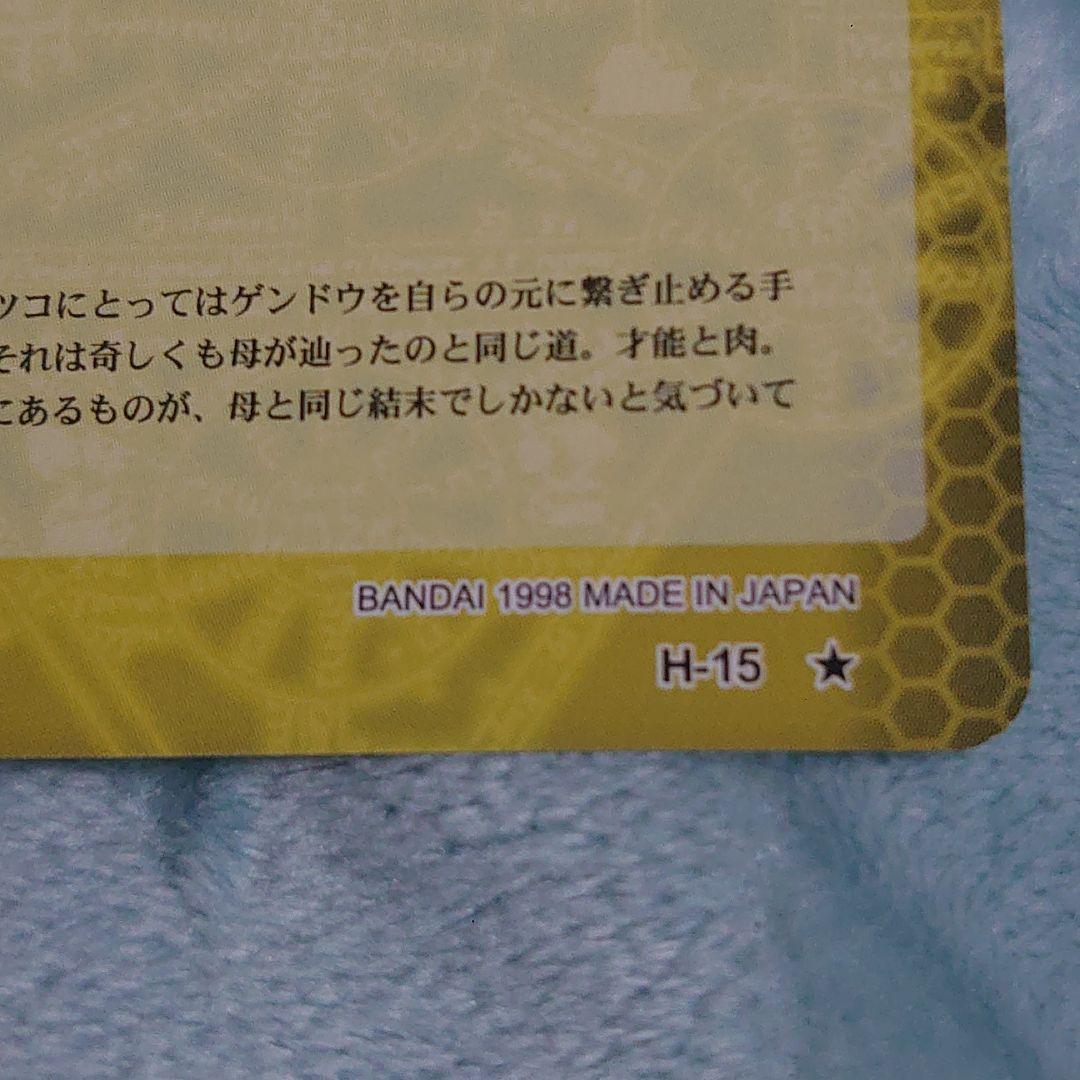 ツコにとってはゲンドウを自らの元に繋ぎ止める手
それは奇しくも母が辿ったのと同じ道。才能と肉。
にあるものが、母と同じ結末でしかないと気づいて
BANDAI 1998 MADE IN JAPAN
H-15 ★